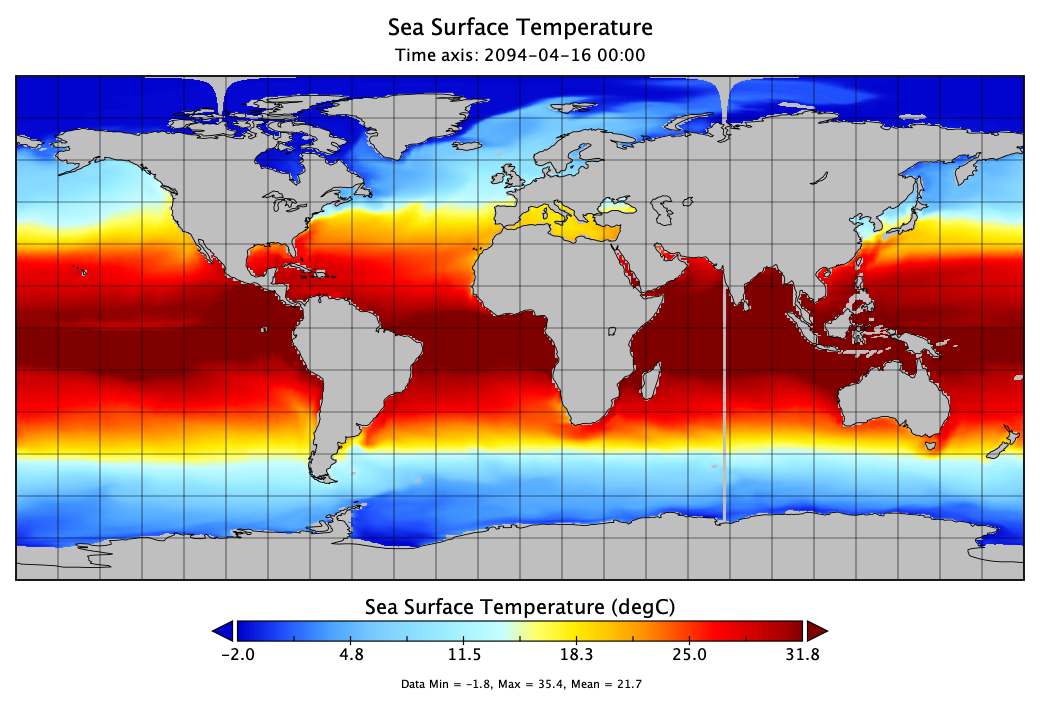 Sea Surface Temperature
Time axis: 2094-04-16 00:00
Sea Surface Temperature (degC)
-2.0 4.8 11.5 18.3 25.0 31.8
Data Min = -1.8, Max = 35.4, Mean = 21.7